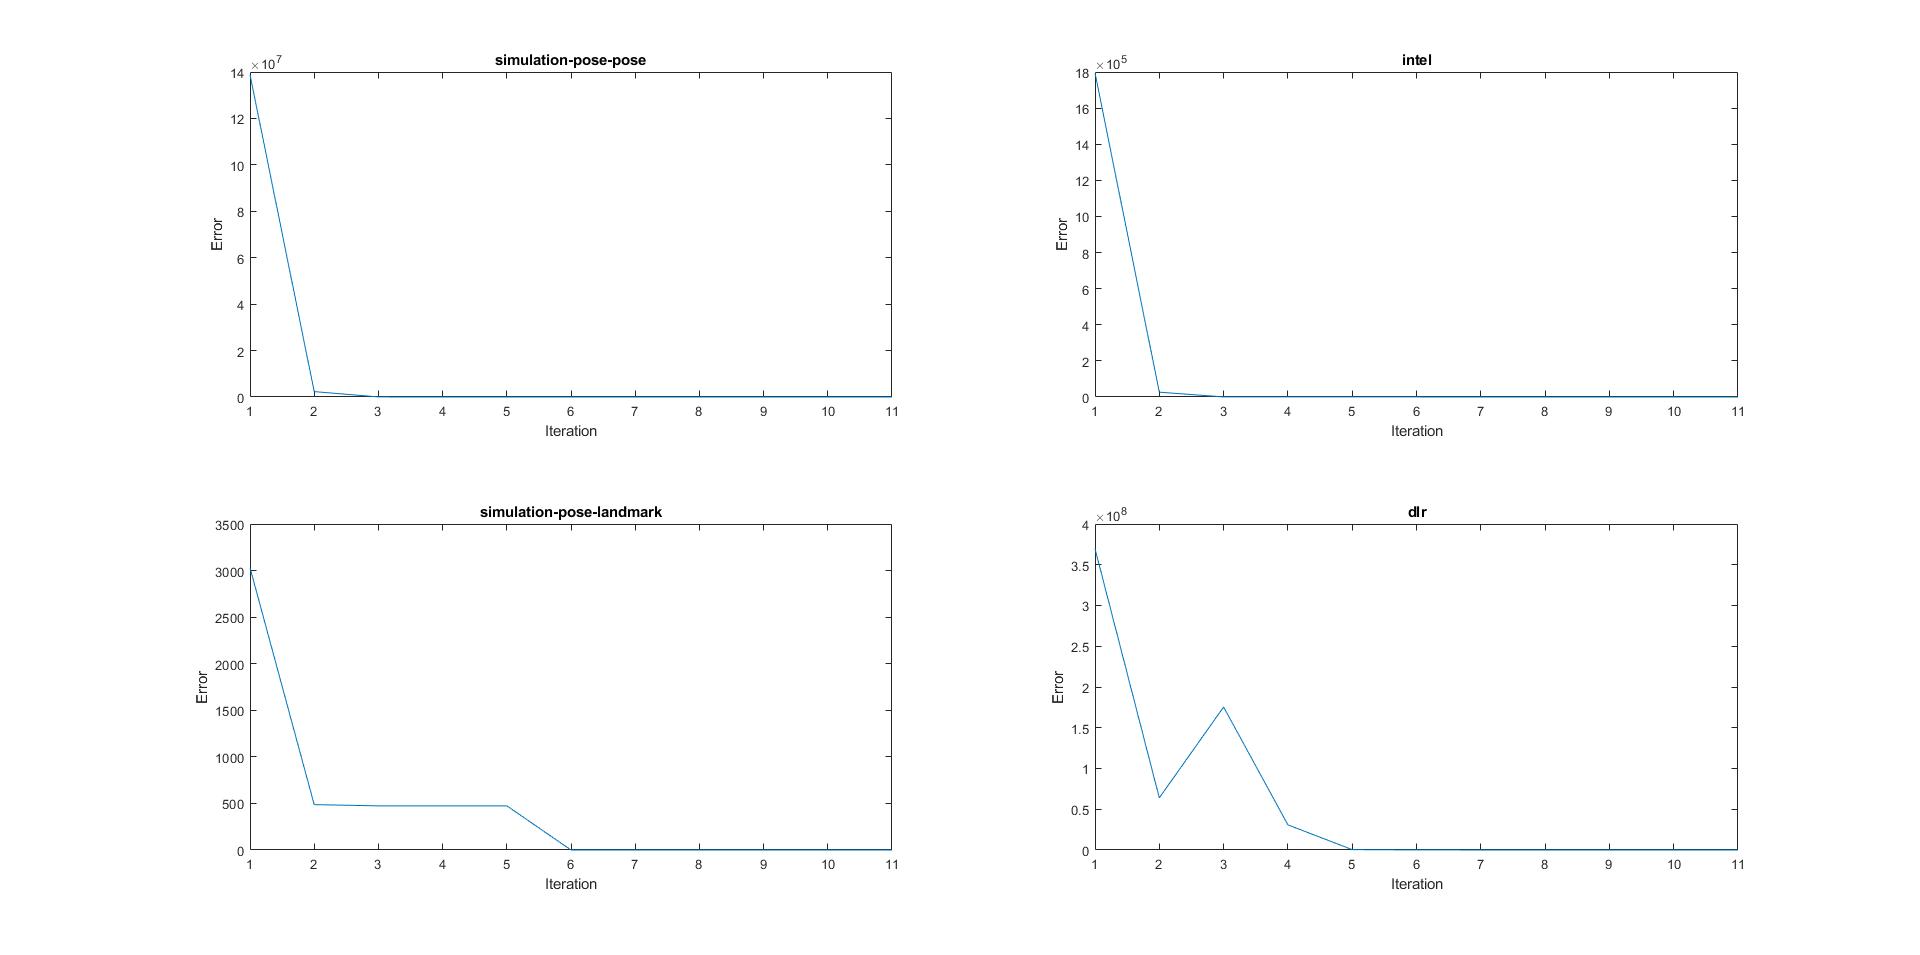 simulation-pose-pose
×10^7
14
12
10
8
6
4
2
0
Error
1 2 3 4 5 6 7 8 9 10 11
Iteration
intel
×10^5
18
16
14
12
10
8
6
4
2
0
Error
1 2 3 4 5 6 7 8 9 10 11
Iteration
simulation-pose-landmark
3500
3000
2500
2000
1500
1000
500
0
Error
1 2 3 4 5 6 7 8 9 10 11
Iteration
dlr
×10^8
4
3.5
3
2.5
2
1.5
1
0.5
0
Error
1 2 3 4 5 6 7 8 9 10 11
Iteration